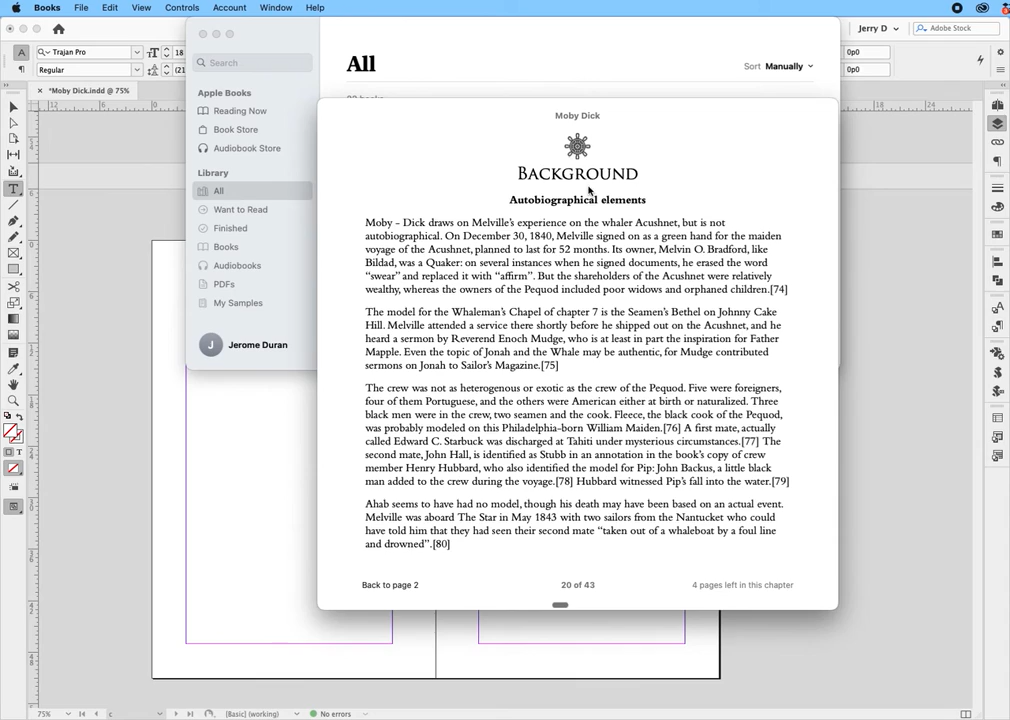 Books File Edit View Controls Account Window Help
Jerry D
Adobe Stock
Trajan Pro
18
0p0
Regular
(21
0p0
*Moby Dick.indd @ 75%
12
6
0
18
24
Search
Apple Books
Reading Now
Book Store
Audiobook Store
Library
All
Want to Read
Finished
Books
Audiobooks
PDFs
My Samples
Jerome Duran
All
Sort Manually
Moby Dick
Background
Autobiographical elements
Moby - Dick draws on Melville's experience on the whaler Acushnet, but is not
autobiographical. On December 30, 1840, Melville signed on as a green hand for the maiden
voyage of the Acushnet, planned to last for 52 months. Its owner, Melvin O. Bradford, like
Bildad, was a Quaker: on several instances when he signed documents, he erased the word
“swear” and replaced it with “affirm”. But the shareholders of the Acushnet were relatively
wealthy, whereas the owners of the Pequod included poor widows and orphaned children.[74]
The model for the Whaleman's Chapel of chapter 7 is the Seamen's Bethel on Johnny Cake
Hill. Melville attended a service there shortly before he shipped out on the Acushnet, and he
heard a sermon by Reverend Enoch Mudge, who is at least in part the inspiration for Father
Mapple. Even the topic of Jonah and the Whale may be authentic, for Mudge contributed
sermons on Jonah to Sailor's Magazine.[75]
The crew was not as heterogenous or exotic as the crew of the Pequod. Five were foreigners,
four of them Portuguese, and the others were American either at birth or naturalized. Three
black men were in the crew, two seamen and the cook. Fleece, the black cook of the Pequod,
was probably modeled on this Philadelphia-born William Maiden.[76] A first mate, actually
called Edward C. Starbuck was discharged at Tahiti under mysterious circumstances.[77] The
second mate, John Hall, is identified as Stubb in an annotation in the book's copy of crew
member Henry Hubbard, who also identified the model for Pip: John Backus, a little black
man added to the crew during the voyage.[78] Hubbard witnessed Pip's fall into the water.[79]
Ahab seems to have had no model, though his death may have been based on an actual event.
Melville was aboard The Star in May 1843 with two sailors from the Nantucket who could
have told him that they had seen their second mate “taken out of a whaleboat by a foul line
and drowned”.[80]
Back to page 2
20 of 43
4 pages left in this chapter
75%
c
[Basic] (working)
No errors